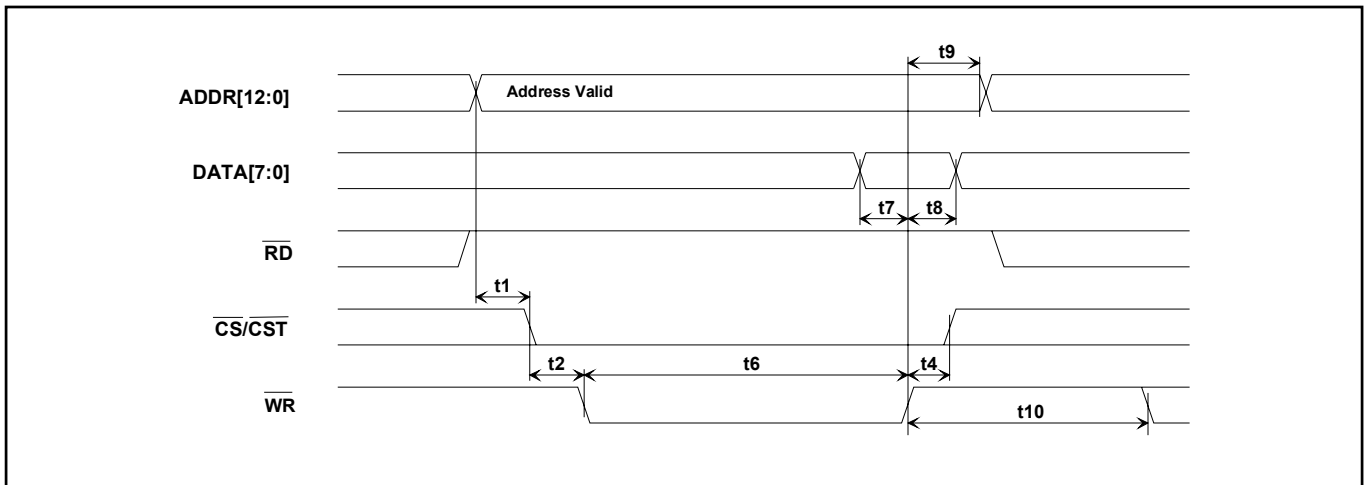 t9
ADDR[12:0]
Address Valid
DATA[7:0]
t7
t8
RD
t1
CS/CST
t2
t6
t4
WR
t10